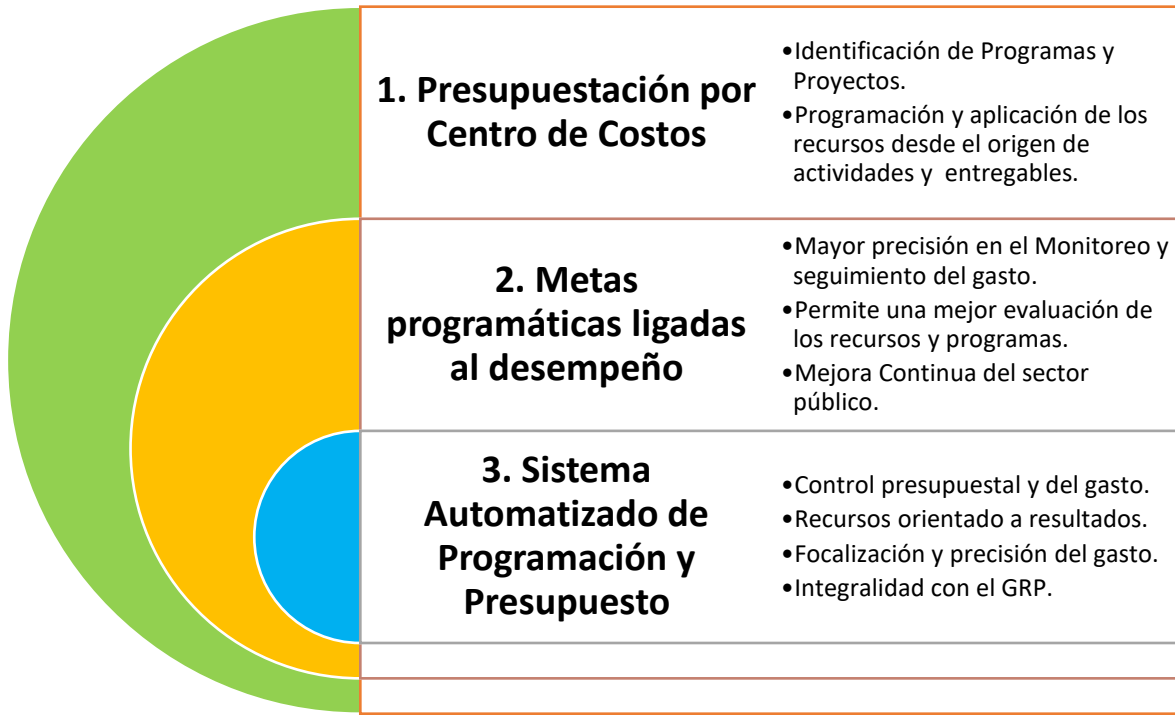 1. Presupuestación por
Centro de Costos
•Identificación de Programas y
Proyectos.
•Programación y aplicación de los
recursos desde el origen de
actividades y entregables.
2. Metas
programáticas ligadas
al desempeño
•Mayor precisión en el Monitoreo y
seguimiento del gasto.
•Permite una mejor evaluación de
los recursos y programas.
•Mejora Continua del sector
público.
3. Sistema
Automatizado de
Programación y
Presupuesto
•Control presupuestal y del gasto.
•Recursos orientado a resultados.
•Focalización y precisión del gasto.
•Integralidad con el GRP.